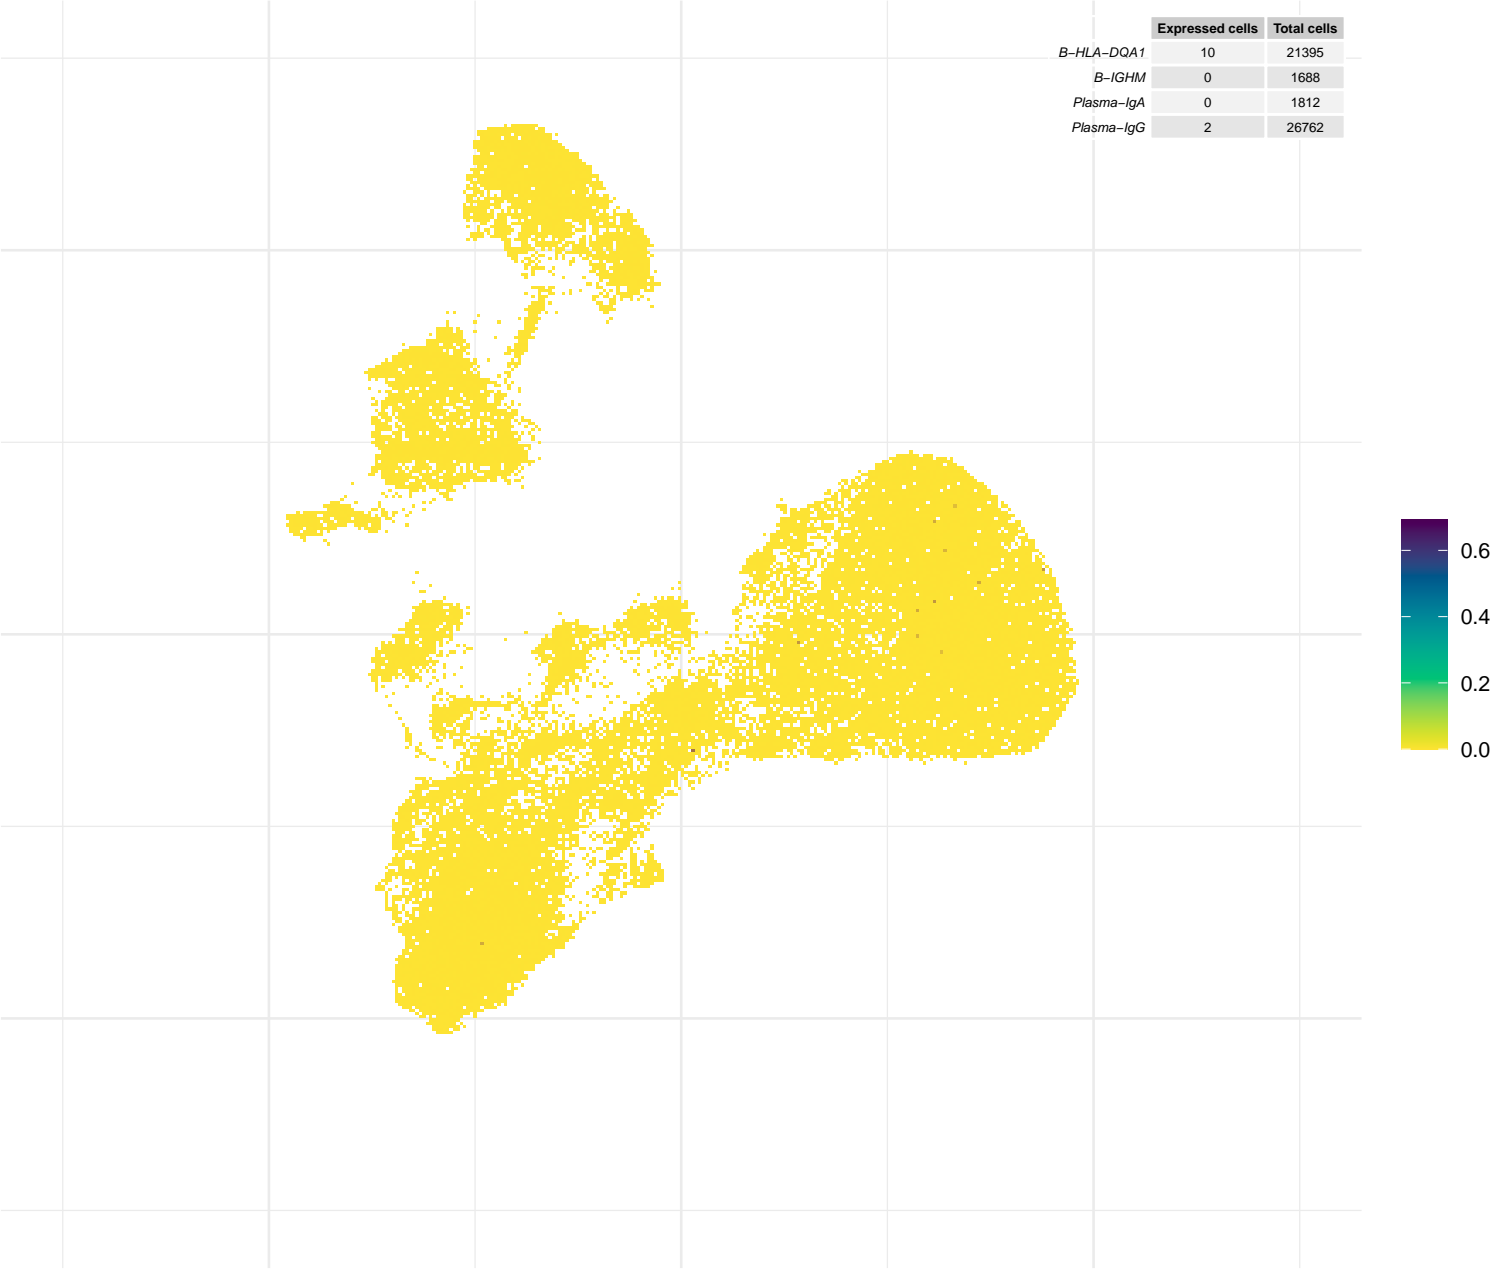 Expressed cells Total cells
B−HLA−DQA1 10 21395
B−IGHM 0 1688
Plasma−IgA 0 1812
Plasma−IgG 2 26762
0.6
0.4
0.2
0.0